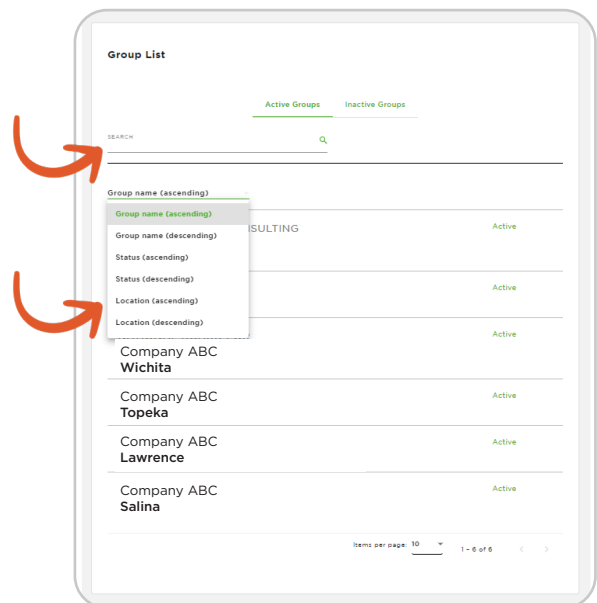 Group List
Active Groups Inactive Groups
SEARCH
Group name (ascending)
Group name (ascending)
Group name (descending)
Status (ascending)
Status (descending)
Location (ascending)
Location (descending)
Active
Active
Active
Company ABC
Wichita
Company ABC
Active
Topeka
Company ABC
Active
Lawrence
Company ABC
Active
Salina
Items per page: 10
1 – 6 of 6